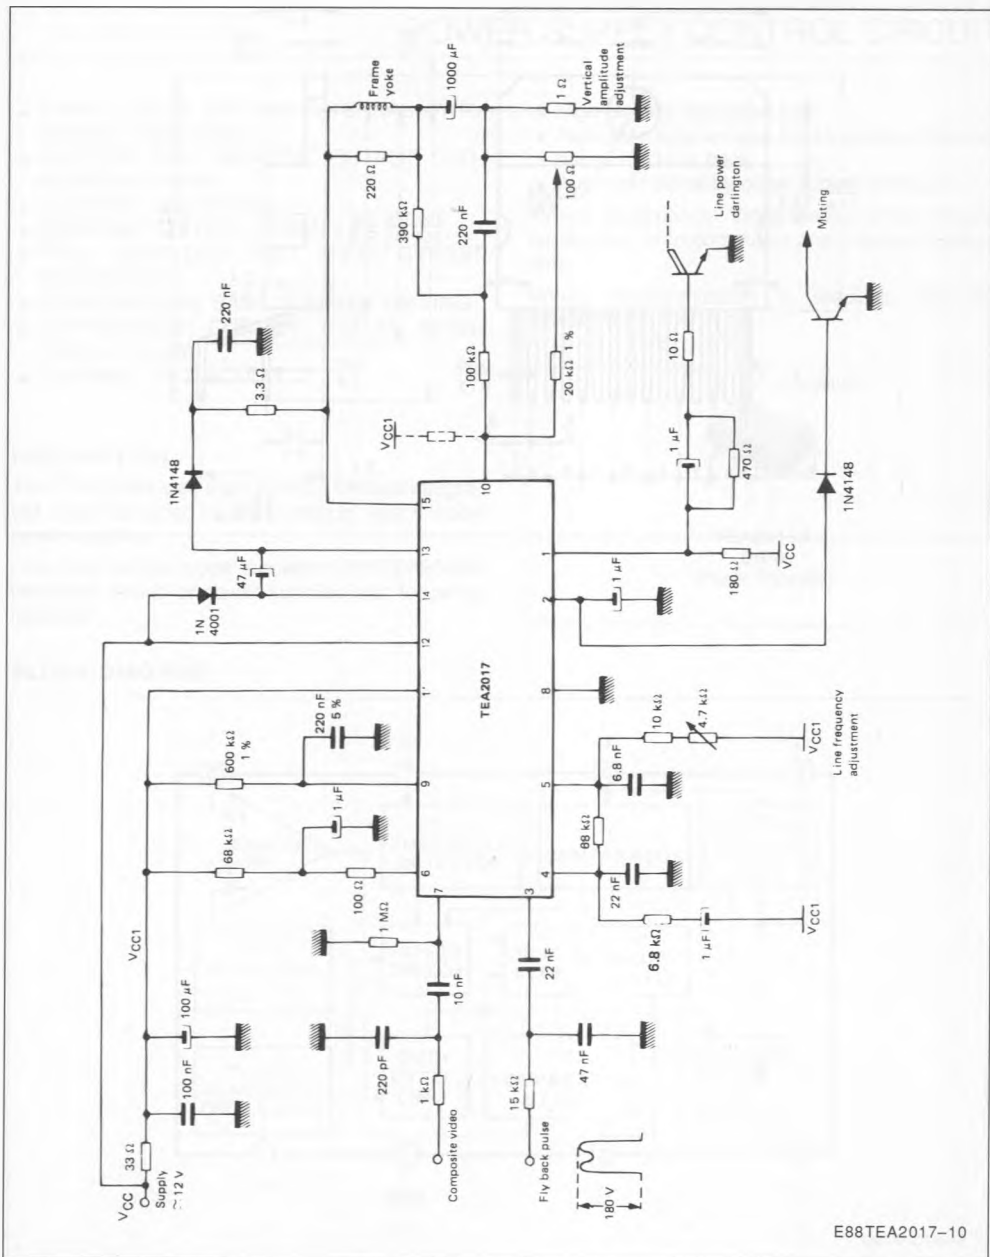 VCC
Supply
≃ 12 V
33 Ω
100 nF
100 μF
VCC1
68 kΩ
600 kΩ
1 %
220 nF
5 %
1 μF
100 Ω
1N
4001
47 μF
1N4148
220 nF
3.3 Ω
Frame
yoke
220 Ω
390 kΩ
1000 μF
220 nF
1 Ω
Vertical
amplitude
adjustment
100 Ω
100 kΩ
20 kΩ 1 %
VCC1
Line power
darlington
10 Ω
1 μF
470 Ω
180 Ω
VCC
Muting
1N4148
1 μF
TEA2017
6
9
11
12
14
13
15
10
1
2
8
5
4
3
7
Composite video
1 kΩ
220 pF
10 nF
1 MΩ
Fly back pulse
15 kΩ
47 nF
22 nF
180 V
22 nF
88 kΩ
6.8 nF
10 kΩ
4.7 kΩ
VCC1
Line frequency
adjustment
6.8 kΩ
1 μF
VCC1
E88TEA2017-10